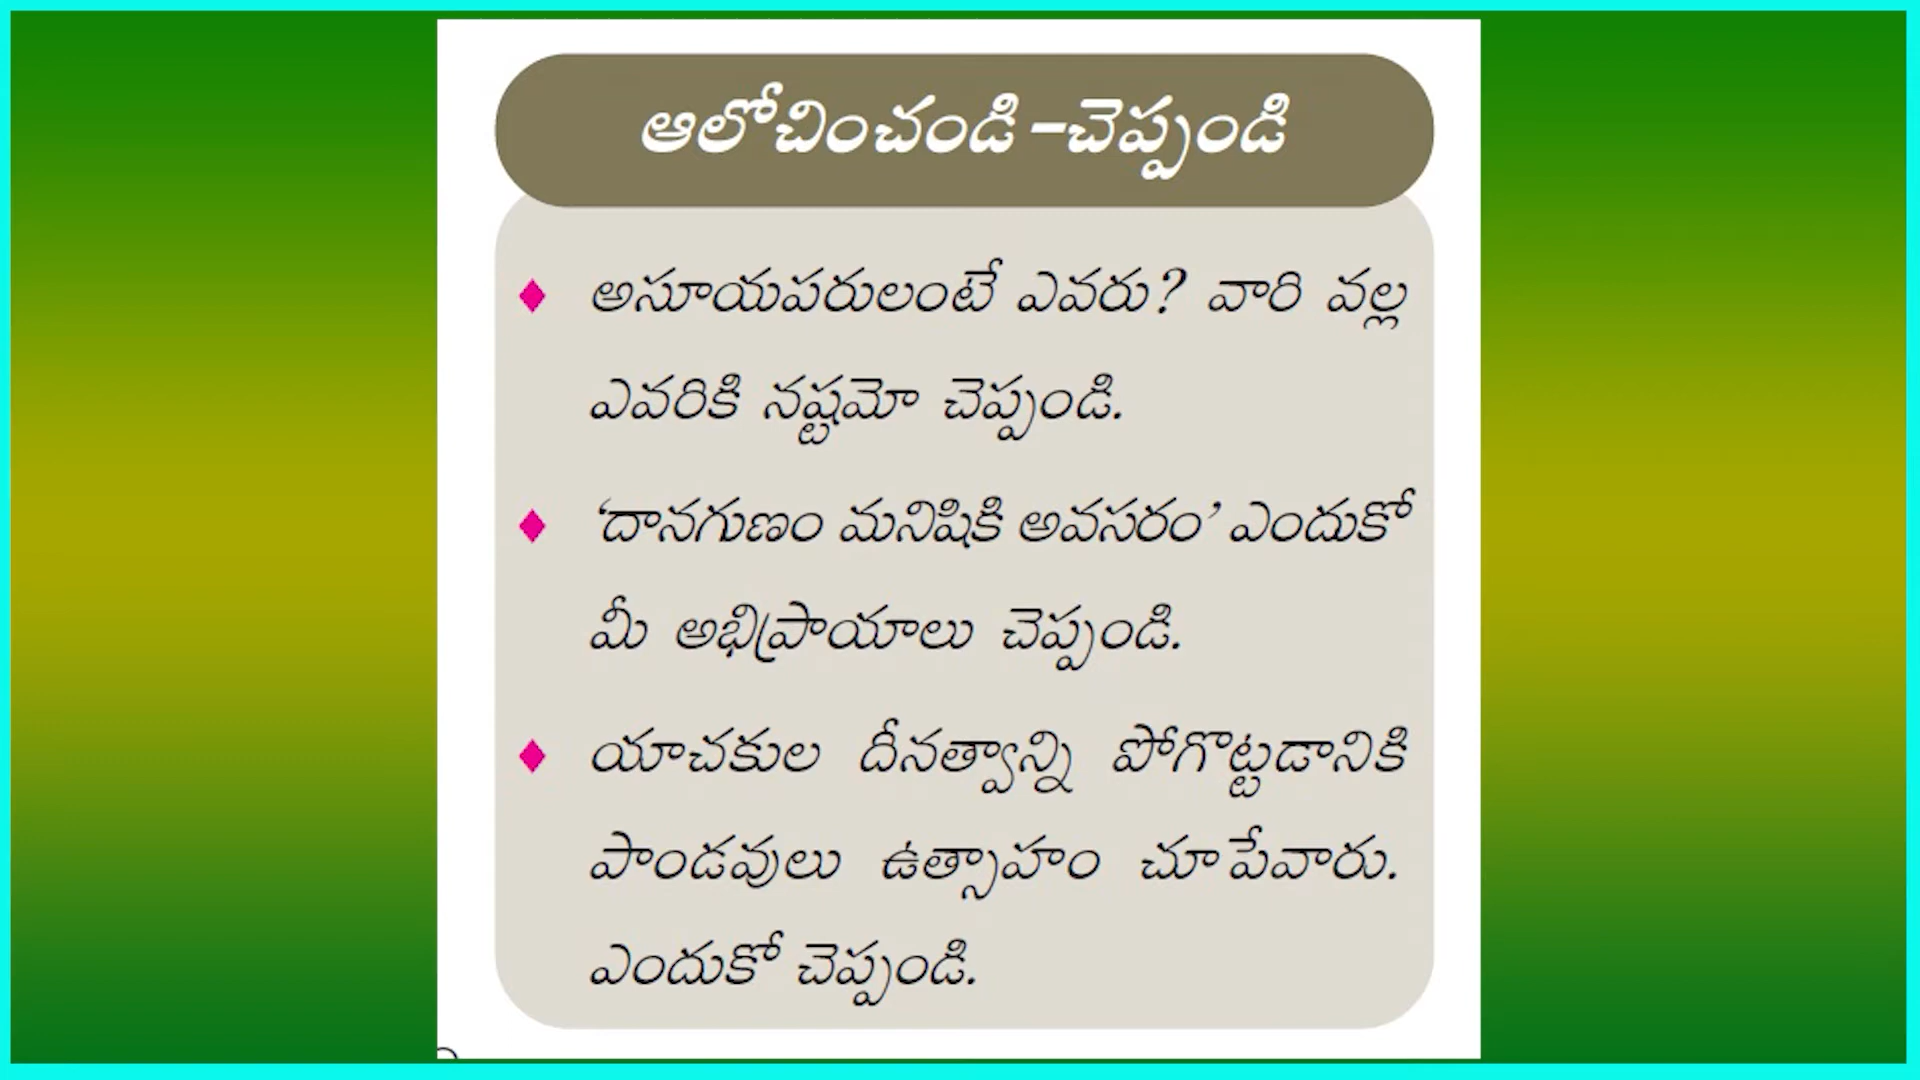 ఆలోచించండి -చెప్పండి
♦ అసూయపరులంటే ఎవరు? వారి వల్ల
ఎవరికి నష్టమో చెప్పండి.
♦ ‘దానగుణం మనిషికి అవసరం’ ఎందుకో
మీ అభిప్రాయాలు చెప్పండి.
♦ యాచకుల దీనత్వాన్ని పోగొట్టడానికి
పాండవులు ఉత్సాహం చూపేవారు.
ఎందుకో చెప్పండి.